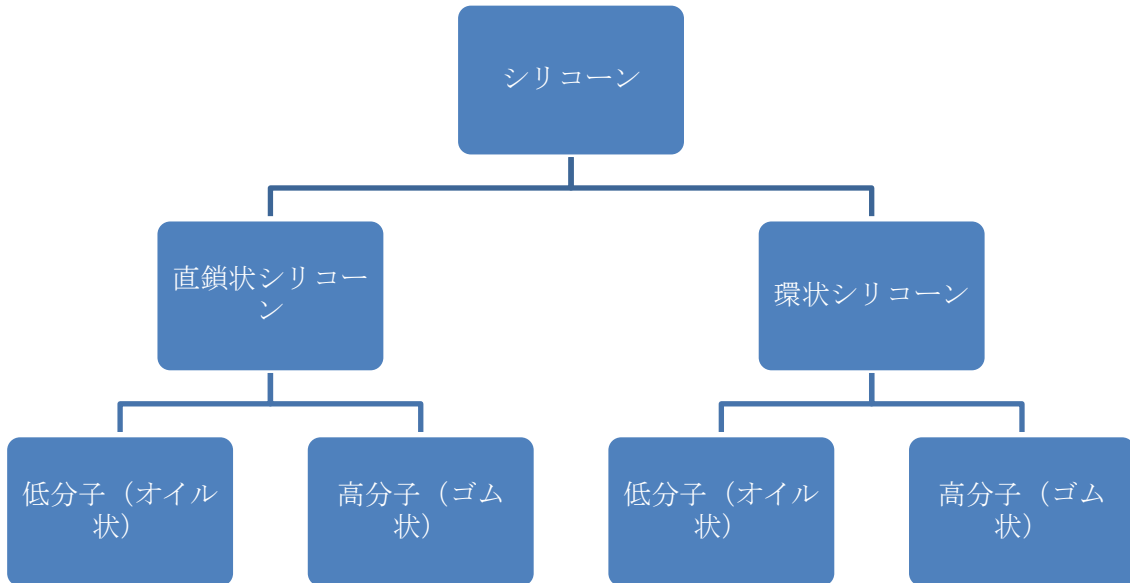 シリコーン
直鎖状シリコー
ン
環状シリコーン
低分子（オイル
状）
高分子（ゴム
状）
低分子（オイル
状）
高分子（ゴム
状）